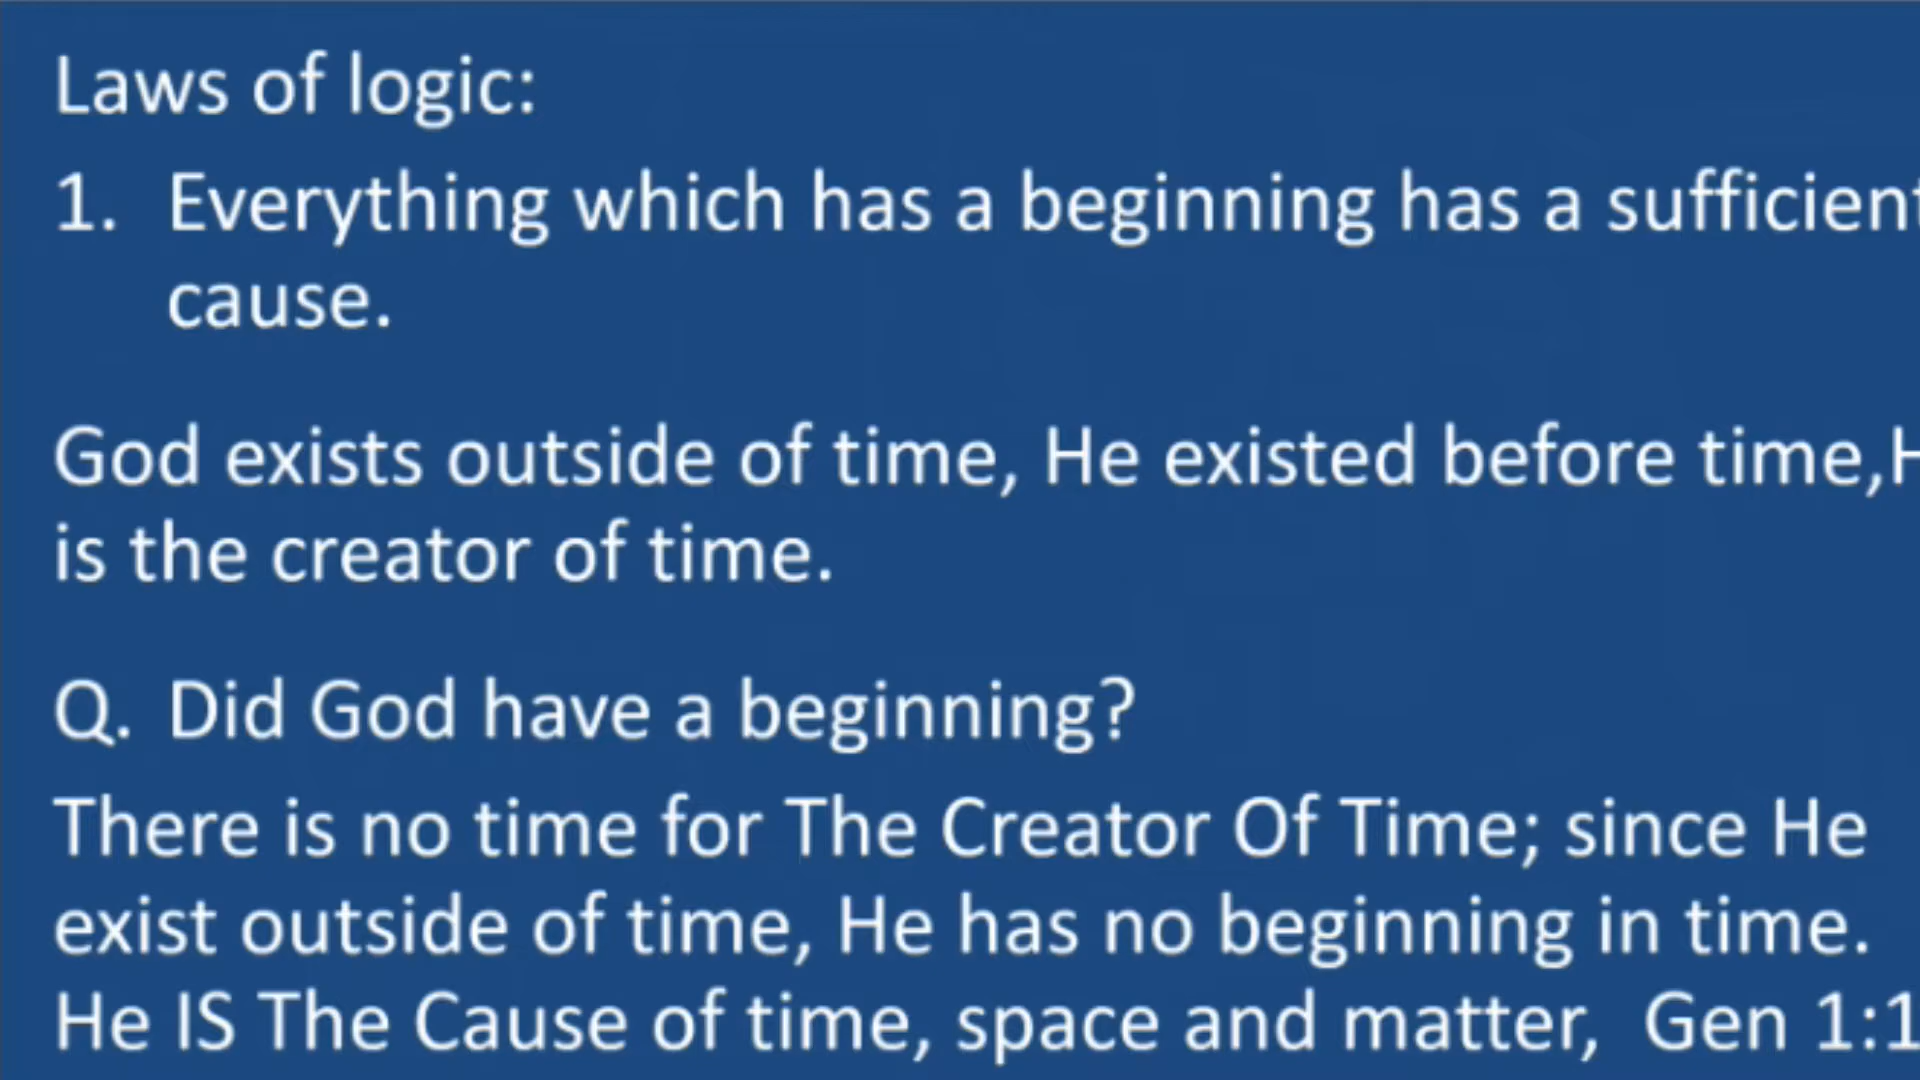 Laws of logic:
1. Everything which has a beginning has a sufficient
cause.
God exists outside of time, He existed before time,H
is the creator of time.
Q. Did God have a beginning?
There is no time for The Creator Of Time; since He
exist outside of time, He has no beginning in time.
He IS The Cause of time, space and matter, Gen 1:1